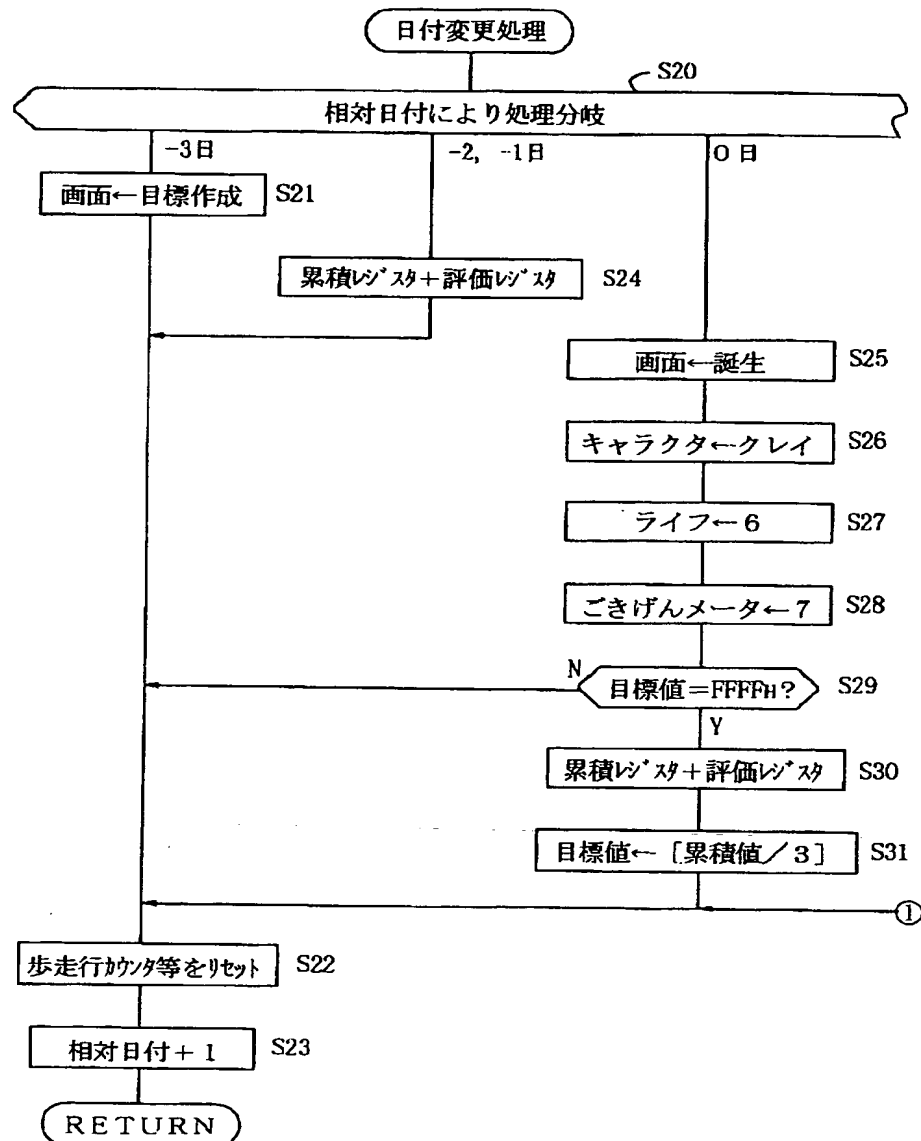 日付変更処理
S20
相対日付により処理分岐
-3日
-2, -1日
0日
画面←目標作成
S21
累積ﾚｼﾞｽﾀ+評価ﾚｼﾞｽﾀ
S24
画面←誕生
S25
キャラクタ←クレイ
S26
ライフ←6
S27
ごきげんメータ←7
S28
N
目標値=FFFFH?
S29
Y
累積ﾚｼﾞｽﾀ+評価ﾚｼﾞｽﾀ
S30
目標値←[累積値/3]
S31
①
歩走行ｶｳﾝﾀ等をﾘｾｯﾄ
S22
相対日付+1
S23
RETURN